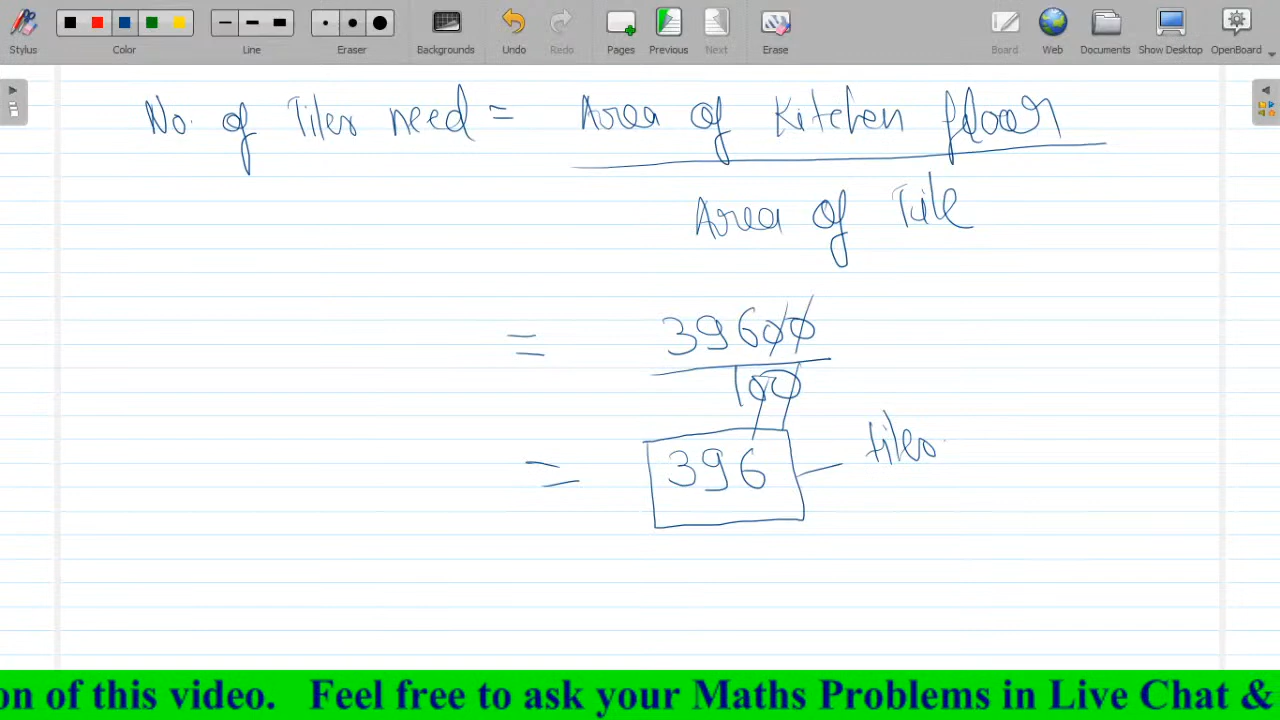 Stylus
Color
Line
Eraser
Backgrounds
Undo
Redo
Pages
Previous
Next
Erase
Board
Web
Documents
Show Desktop
OpenBoard
No. of Tiles need = Area of Kitchen floor
Area of Tile
= 39600
100
= 396 tiles.
on of this video. Feel free to ask your Maths Problems in Live Chat &